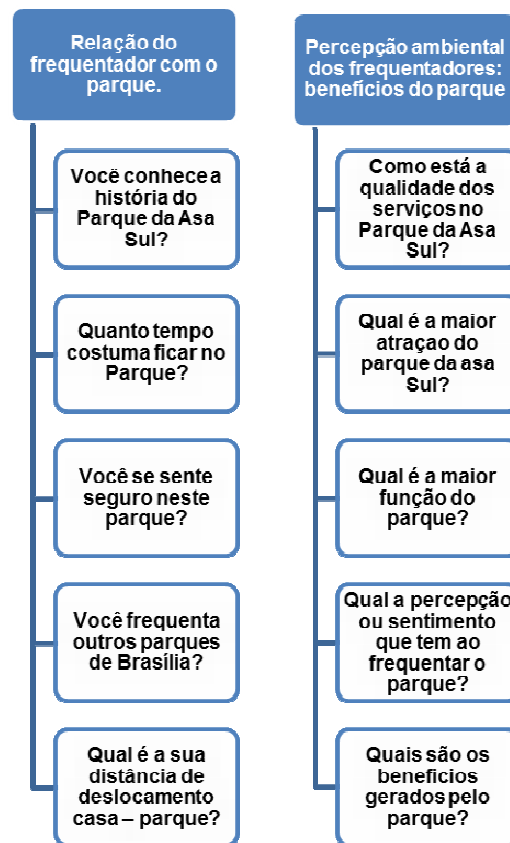 Relação do
frequentador com o
parque.
Você conhece a
história do
Parque da Asa
Sul?
Quanto tempo
costuma ficar no
Parque?
Você se sente
seguro neste
parque?
Você frequenta
outros parques
de Brasília?
Qual é a sua
distância de
deslocamento
casa – parque?
Percepção ambiental
dos frequentadores:
benefícios do parque
Como está a
qualidade dos
serviços no
Parque da Asa
Sul?
Qual é a maior
atraçao do
parque da asa
Sul?
Qual é a maior
função do
parque?
Qual a percepção
ou sentimento
que tem ao
frequentar o
parque?
Quais são os
benefícios
gerados pelo
parque?